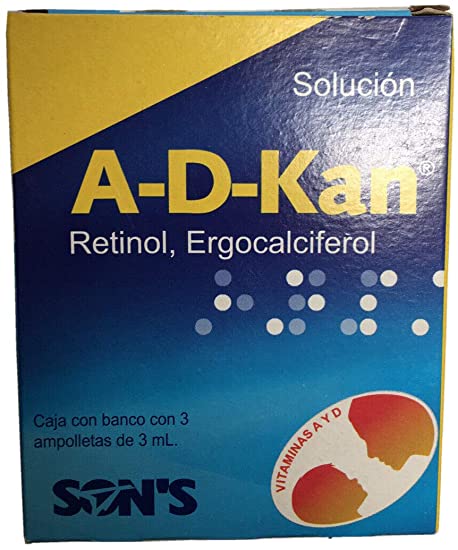 Solución
A-D-Kan®
Retinol, Ergocalciferol
Caja con banco con 3
ampolletas de 3 mL.
VITAMINAS A Y D
SON'S